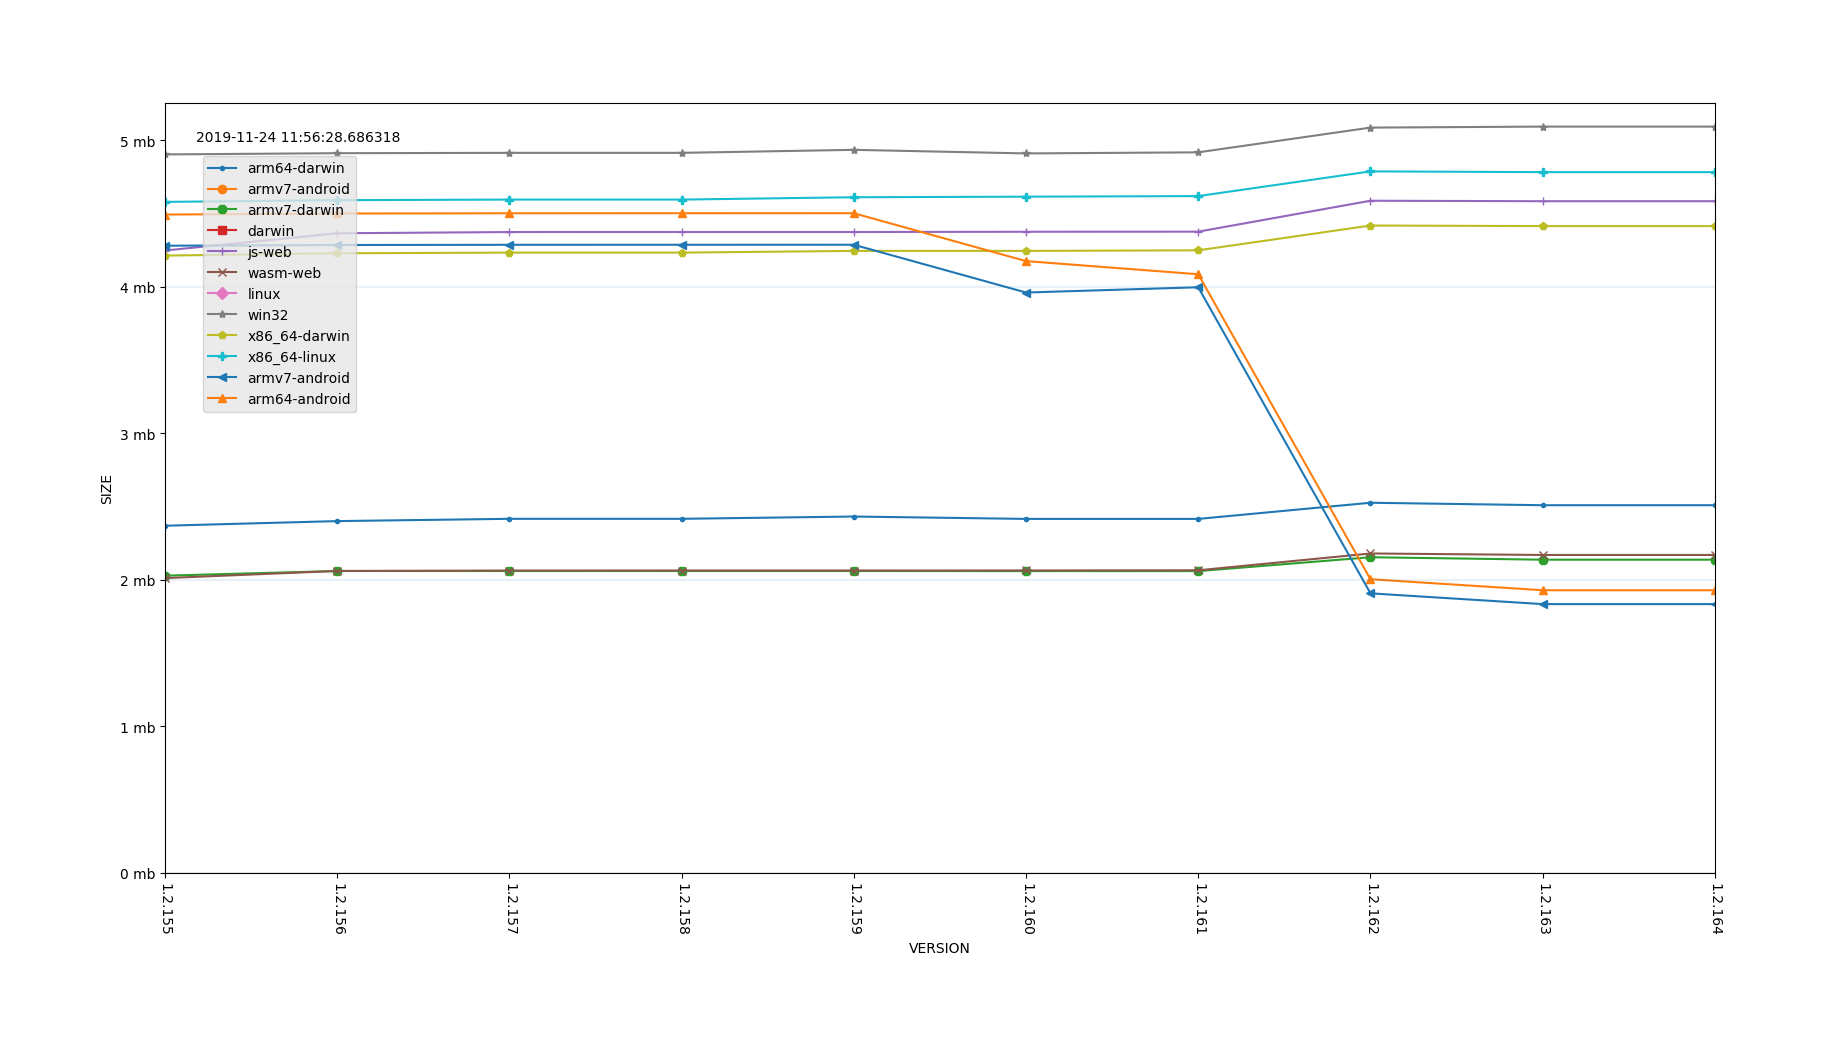 2019-11-24 11:56:28.686318
5 mb
4 mb
3 mb
2 mb
1 mb
0 mb
SIZE
arm64-darwin
armv7-android
armv7-darwin
darwin
js-web
wasm-web
linux
win32
x86_64-darwin
x86_64-linux
armv7-android
arm64-android
1.2.155
1.2.156
1.2.157
1.2.158
1.2.159
1.2.160
1.2.161
1.2.162
1.2.163
1.2.164
VERSION